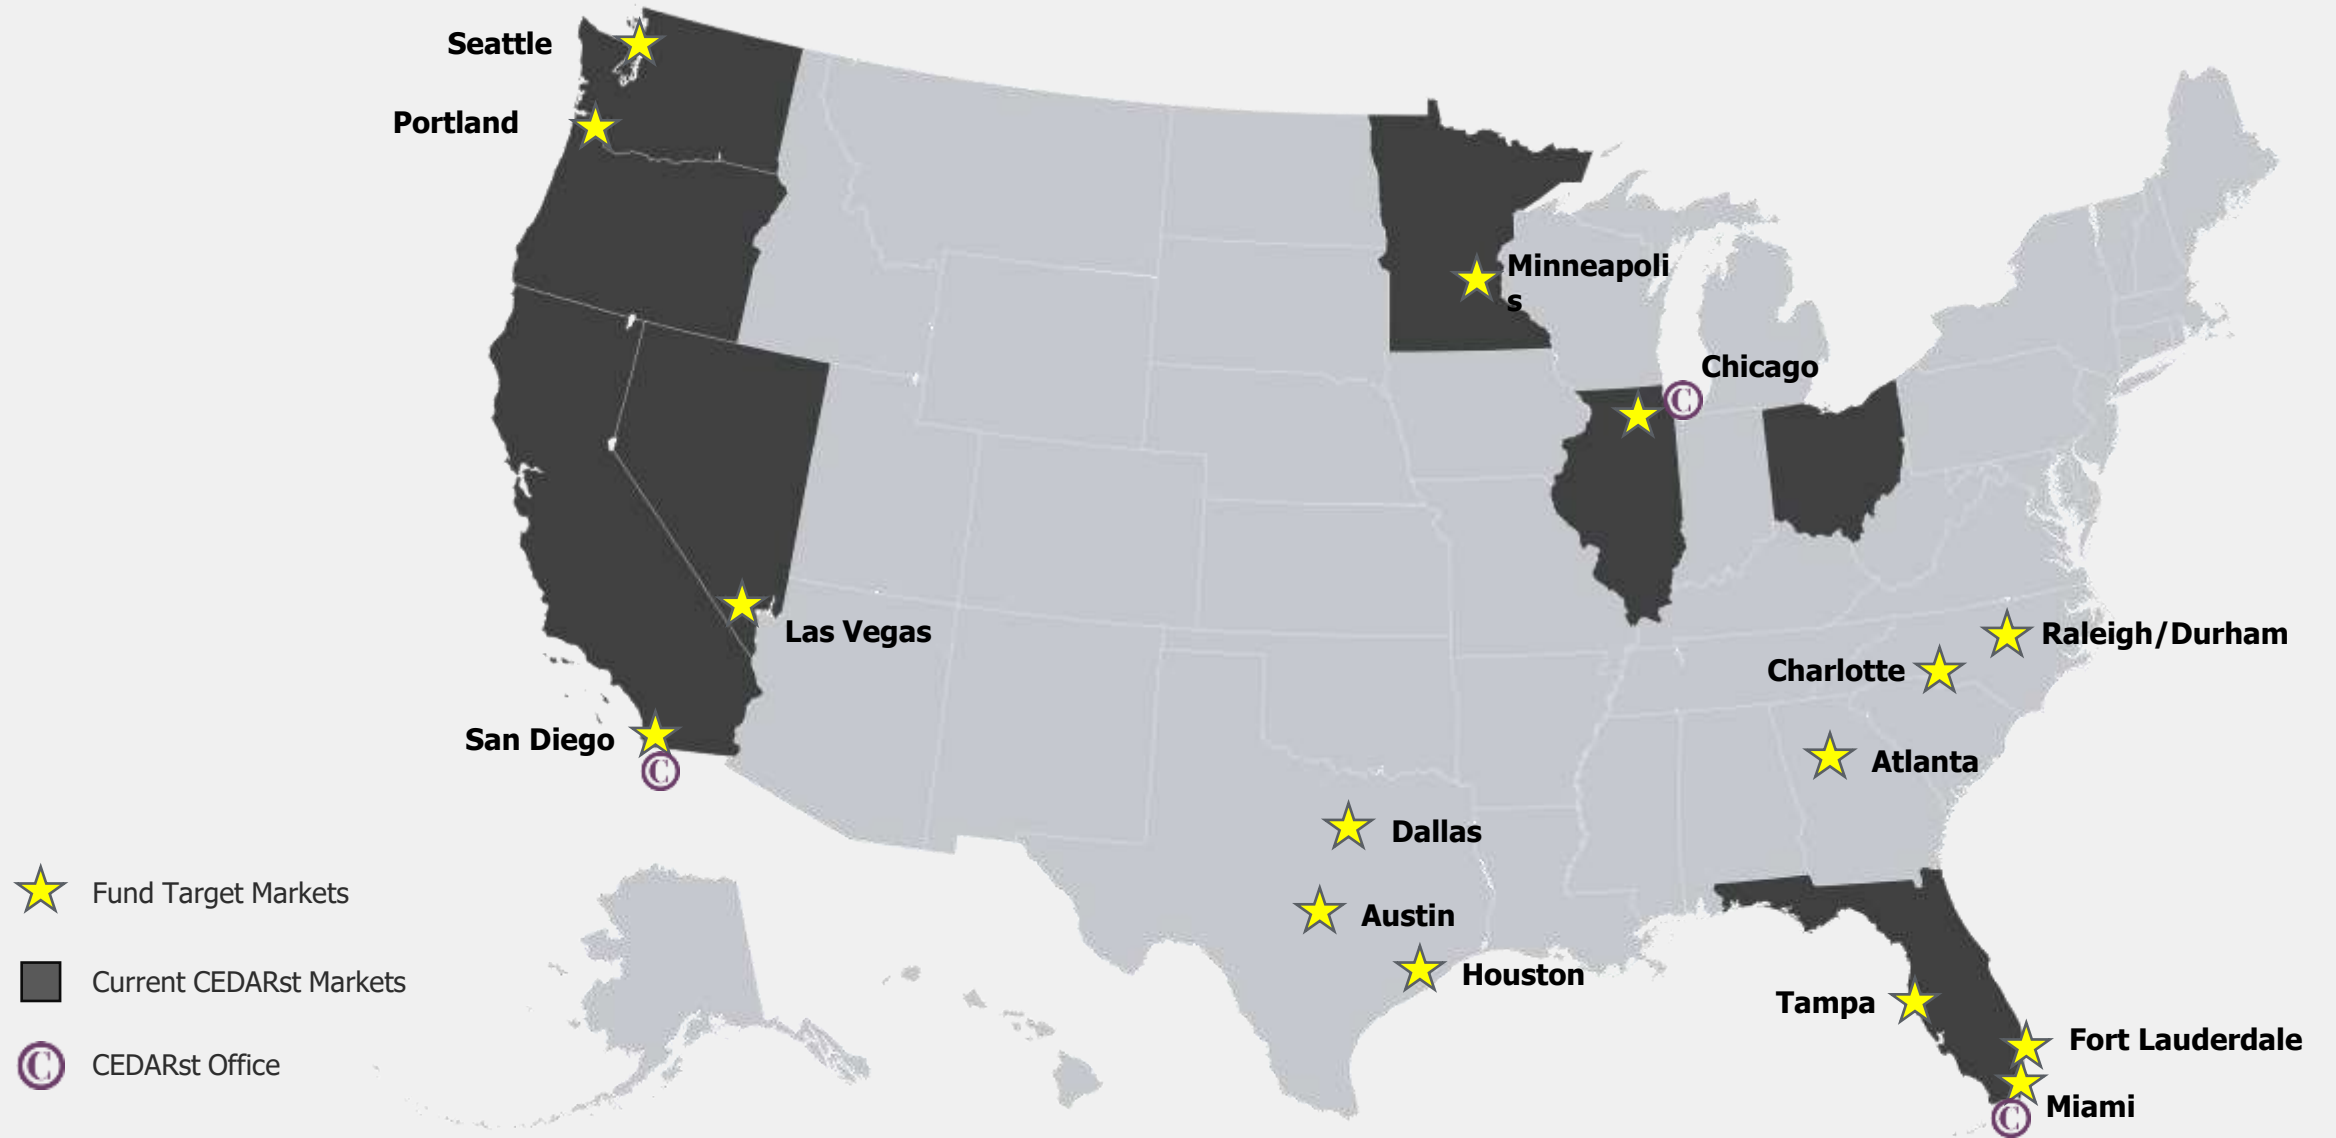 Seattle
Portland
Minneapoli
s
Chicago
©
Las Vegas
Raleigh/Durham
Charlotte
San Diego
©
Atlanta
Dallas
Fund Target Markets
Austin
Houston
Current CEDARst Markets
Tampa
Fort Lauderdale
© CEDARst Office
Miami
©